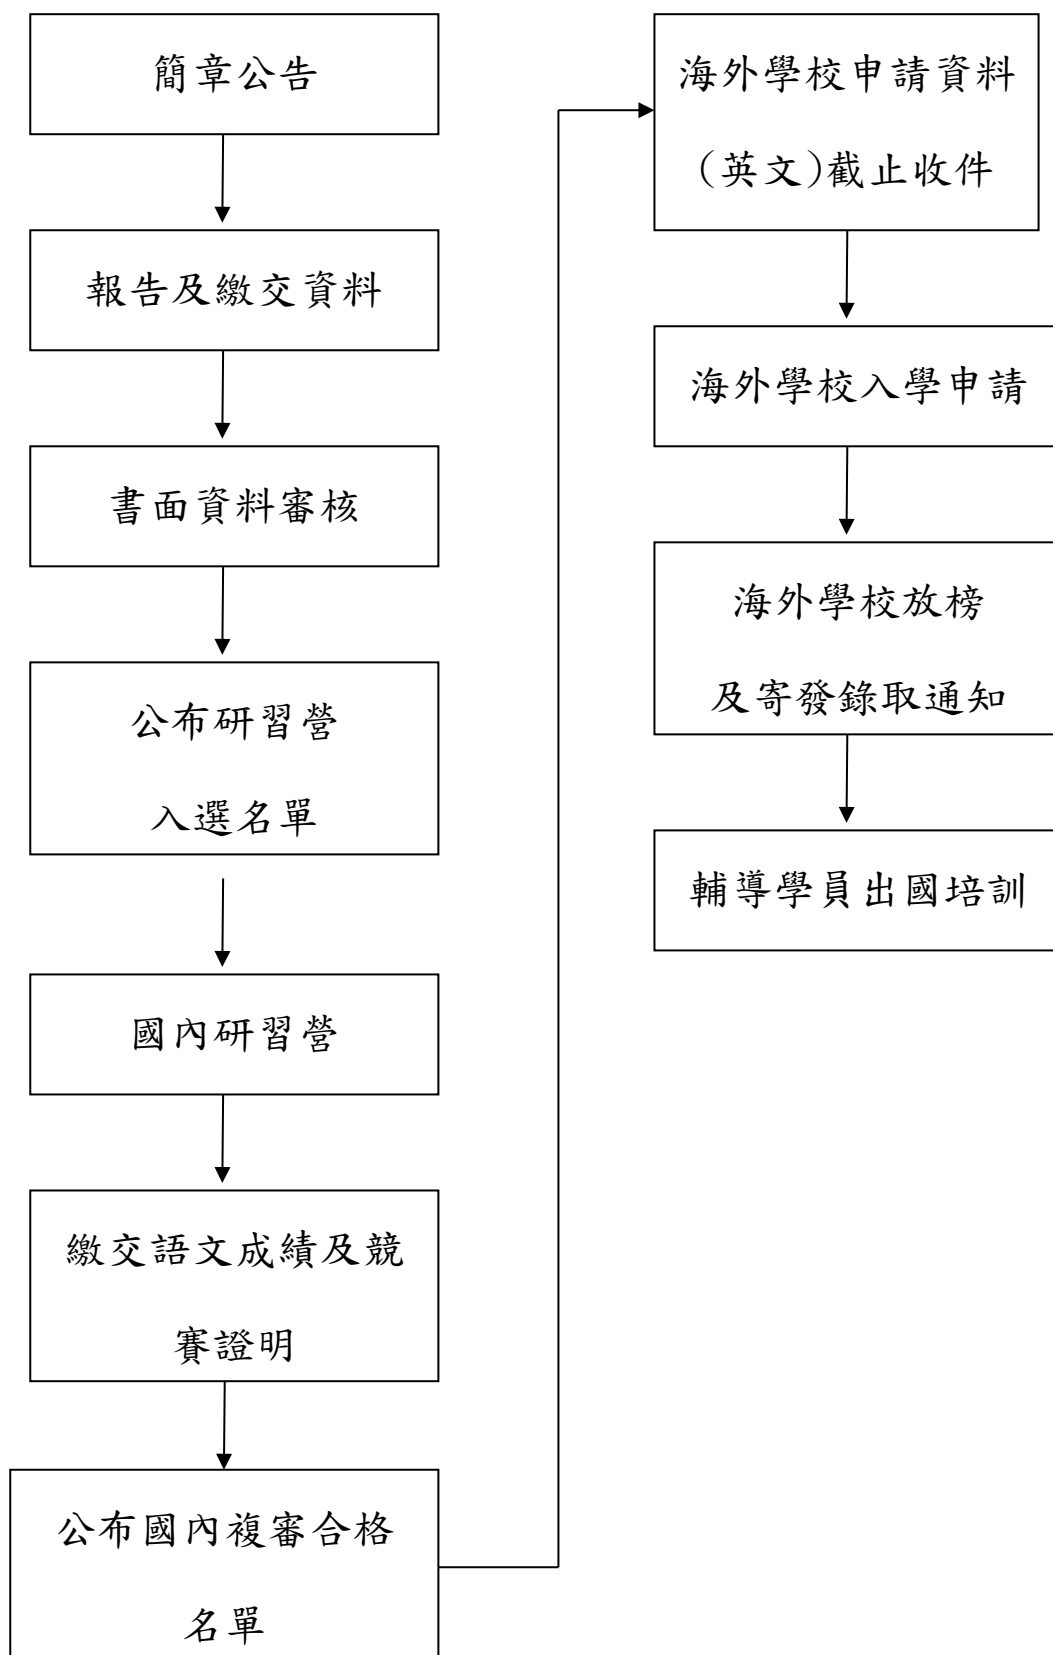 簡章公告
報告及繳交資料
書面資料審核
公布研習營
入選名單
國內研習營
繳交語文成績及競
賽證明
公布國內複審合格
名單
海外學校申請資料
(英文)截止收件
海外學校入學申請
海外學校放榜
及寄發錄取通知
輔導學員出國培訓